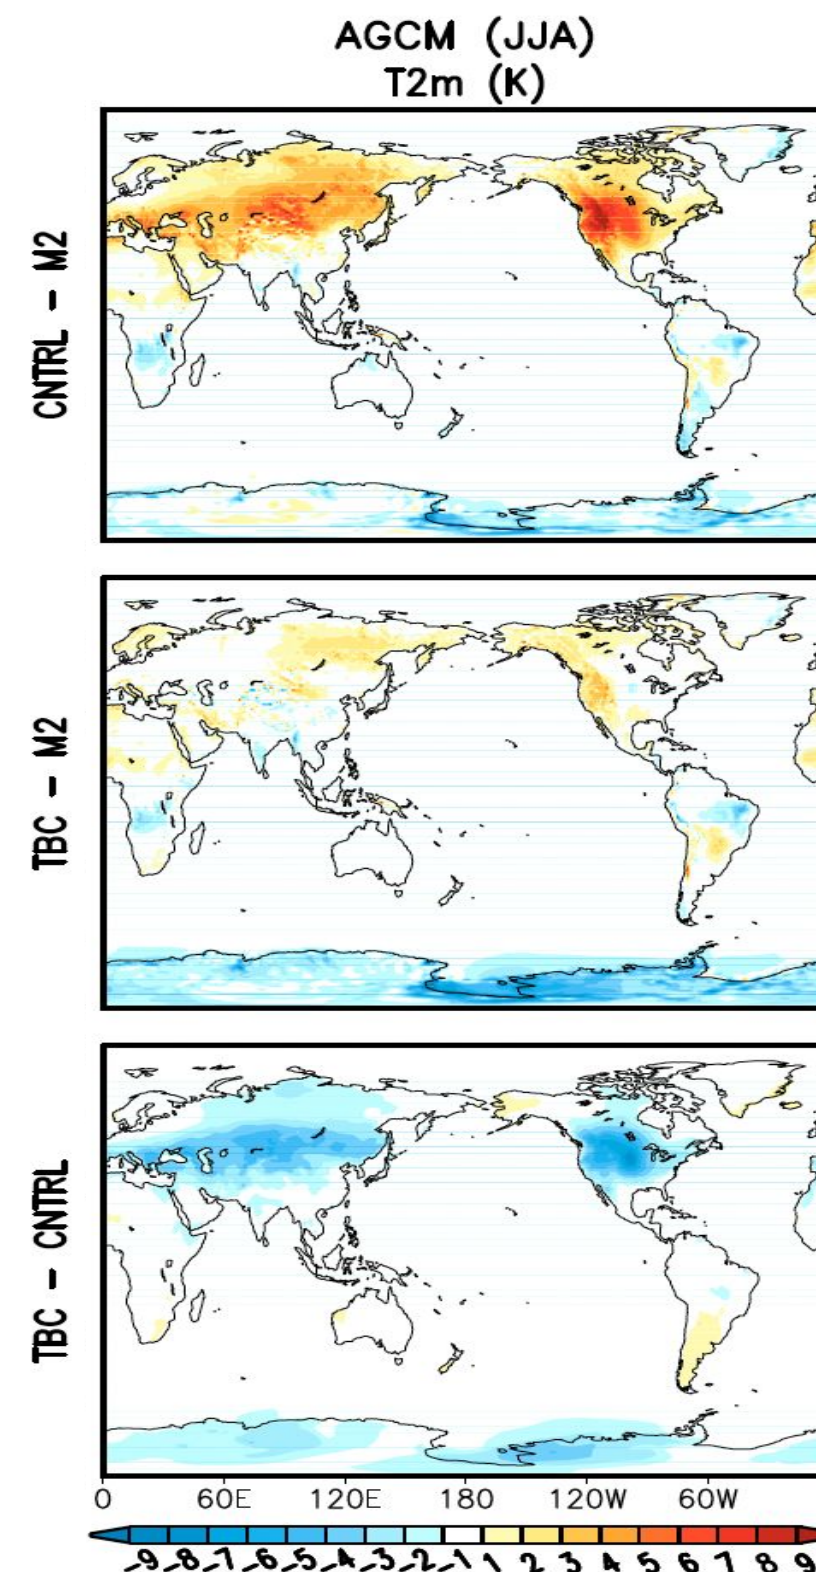 AGCM (JJA)
T2m (K)
CNTRL - M2
TBC - M2
TBC - CNTRL
0 60E 120E 180 120W 60W
-9 -8 -7 -6 -5 -4 -3 -2 -1 1 2 3 4 5 6 7 8 9